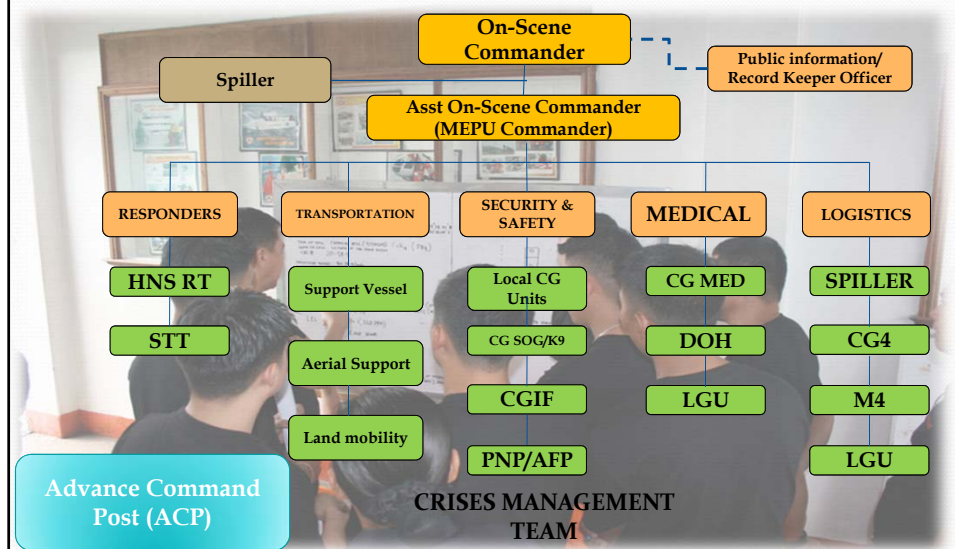 On-Scene
Commander
Public information/
Record Keeper Officer
Spiller
Asst On-Scene Commander
(MEPU Commander)
RESPONDERS
TRANSPORTATION
SECURITY &
SAFETY
MEDICAL
LOGISTICS
HNS RT
STT
Support Vessel
Aerial Support
Land mobility
Local CG
Units
CG SOG/K9
CGIF
PNP/AFP
CG MED
DOH
LGU
SPILLER
CG4
M4
LGU
Advance Command
Post (ACP)
CRISES MANAGEMENT
TEAM